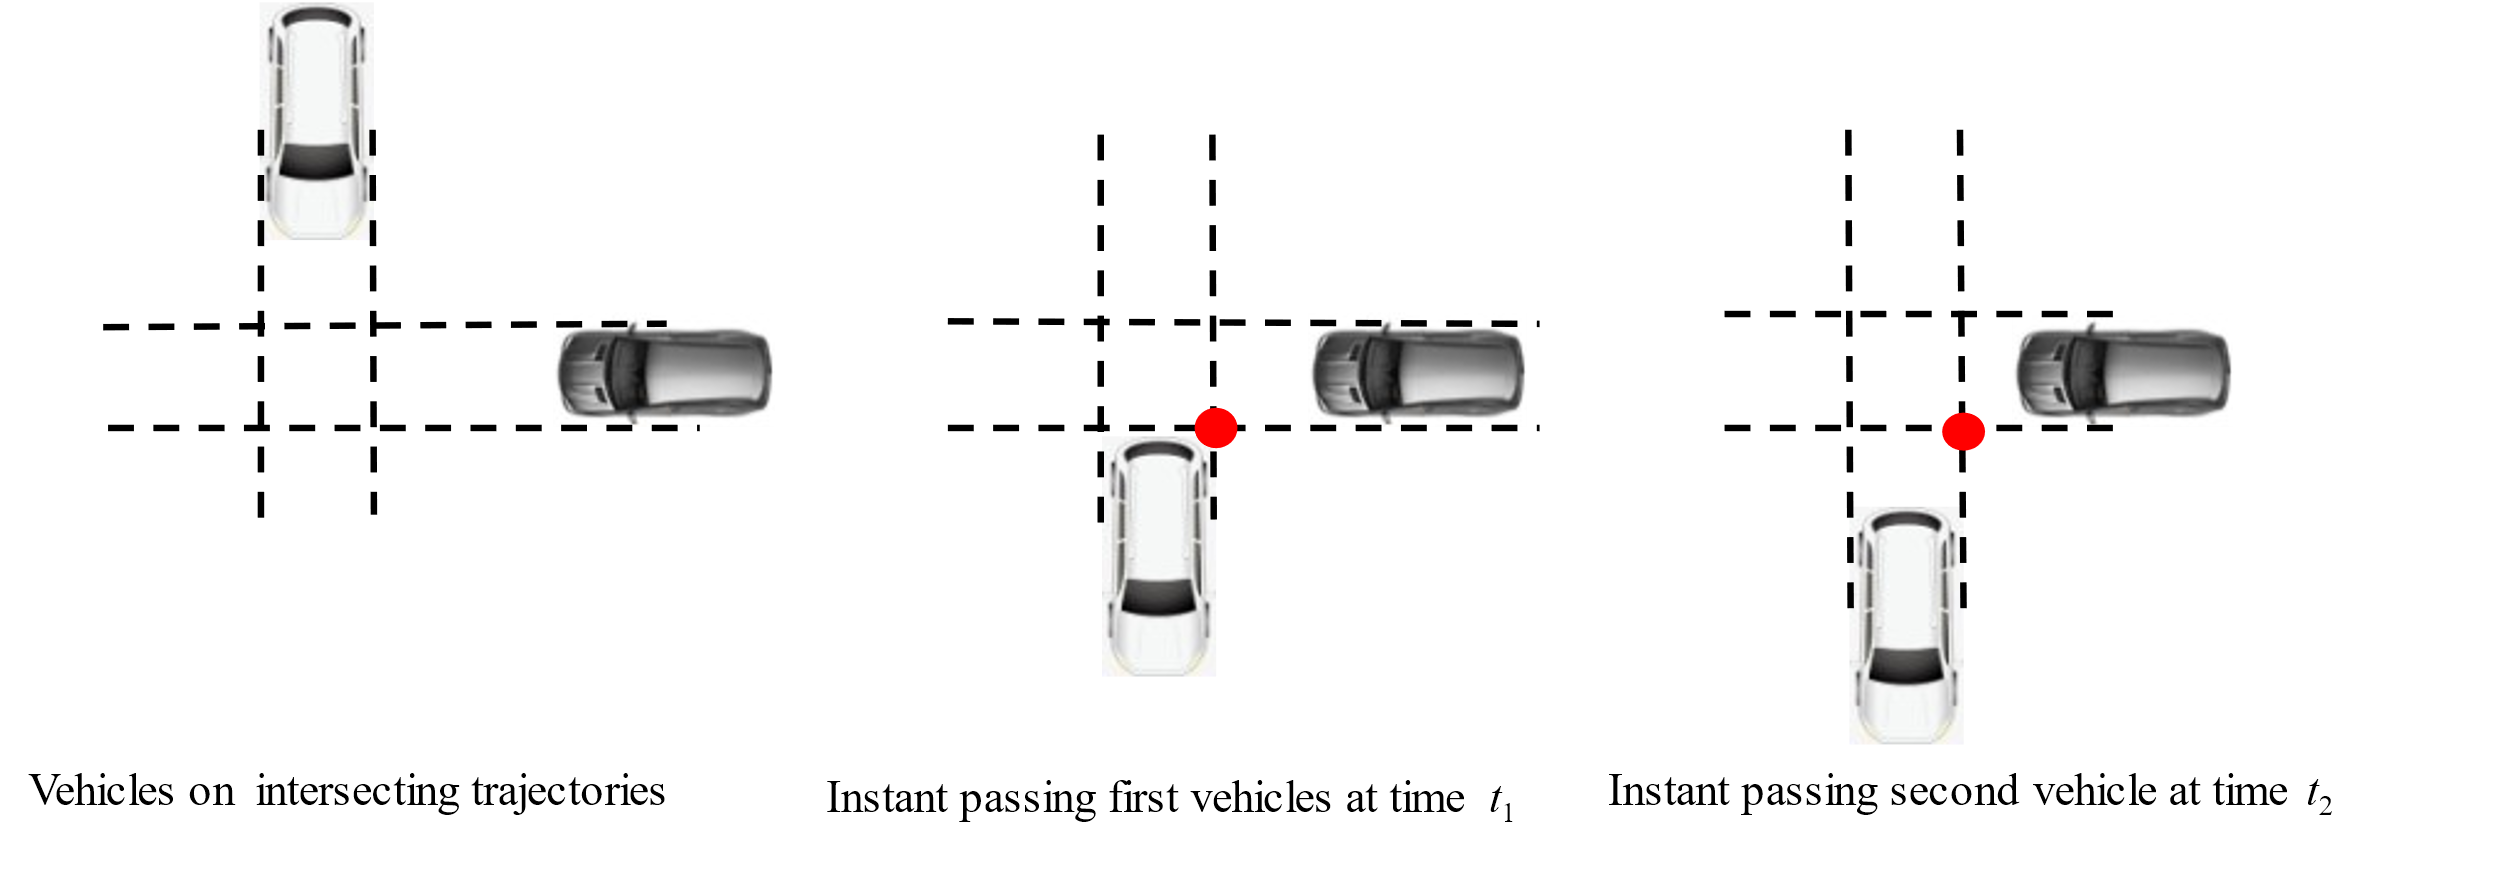 Vehicles on intersecting trajectories
Instant passing first vehicles at time t₁
Instant passing second vehicle at time t₂